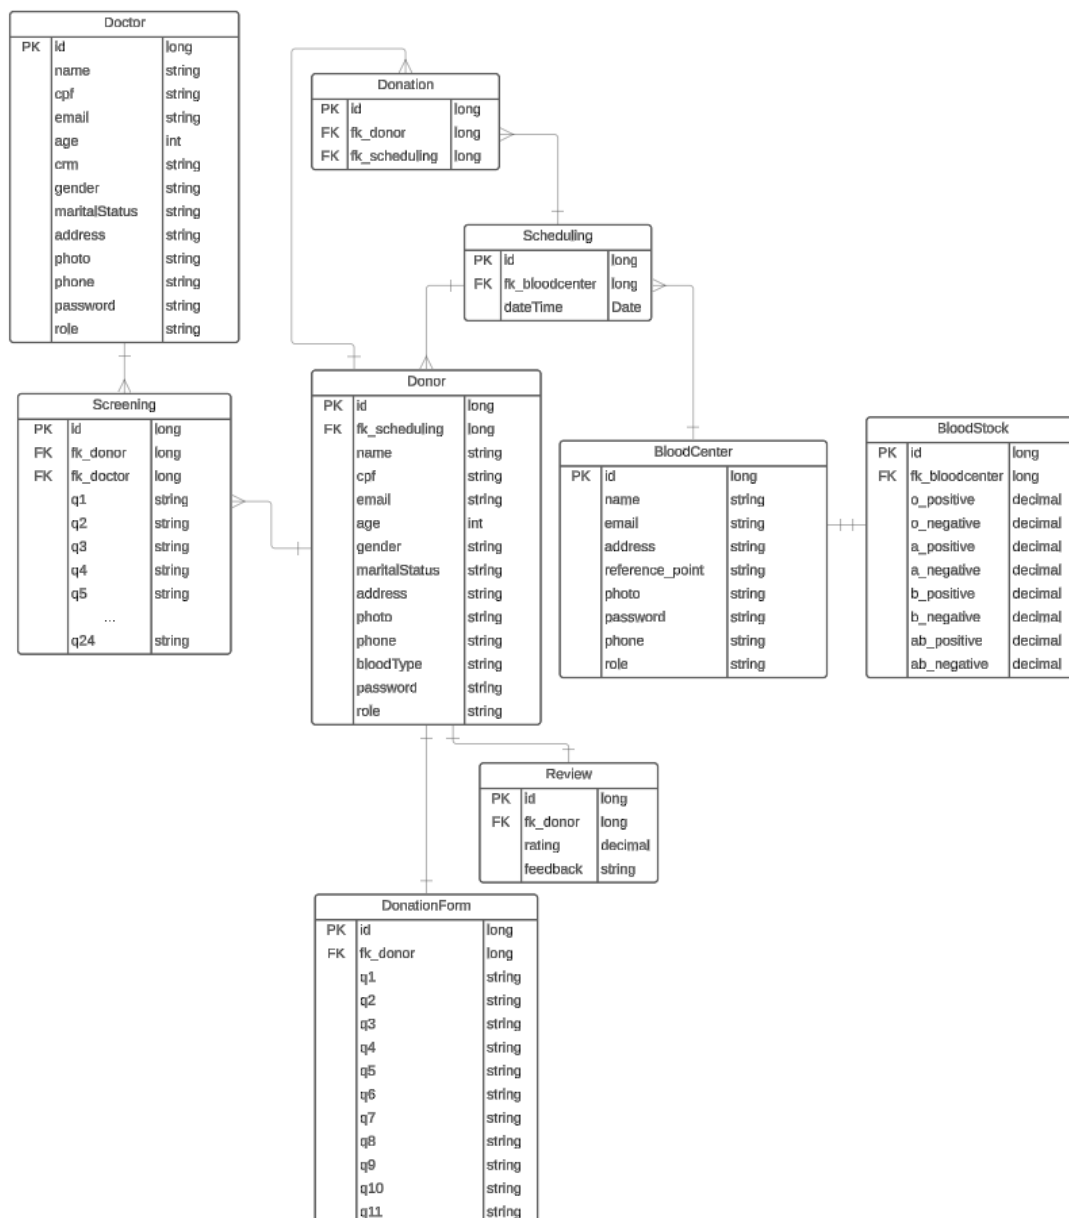 Doctor
PK id long
name string
cpf string
email string
age int
crm string
gender string
maritalStatus string
address string
photo string
phone string
password string
role string
Donation
PK id long
FK fk_donor long
FK fk_scheduling long
Scheduling
PK id long
FK fk_bloodcenter long
dateTime Date
Screening
PK id long
FK fk_donor long
FK fk_doctor long
q1 string
q2 string
q3 string
q4 string
q5 string
...
q24 string
Donor
PK id long
FK fk_scheduling long
name string
cpf string
email string
age int
gender string
maritalStatus string
address string
photo string
phone string
bloodType string
password string
role string
BloodCenter
PK id long
name string
email string
address string
reference_point string
photo string
password string
phone string
role string
BloodStock
PK id long
FK fk_bloodcenter long
o_positive decimal
o_negative decimal
a_positive decimal
a_negative decimal
b_positive decimal
b_negative decimal
ab_positive decimal
ab_negative decimal
Review
PK id long
FK fk_donor long
rating decimal
feedback string
DonationForm
PK id long
FK fk_donor long
q1 string
q2 string
q3 string
q4 string
q5 string
q6 string
q7 string
q8 string
q9 string
q10 string
q11 string